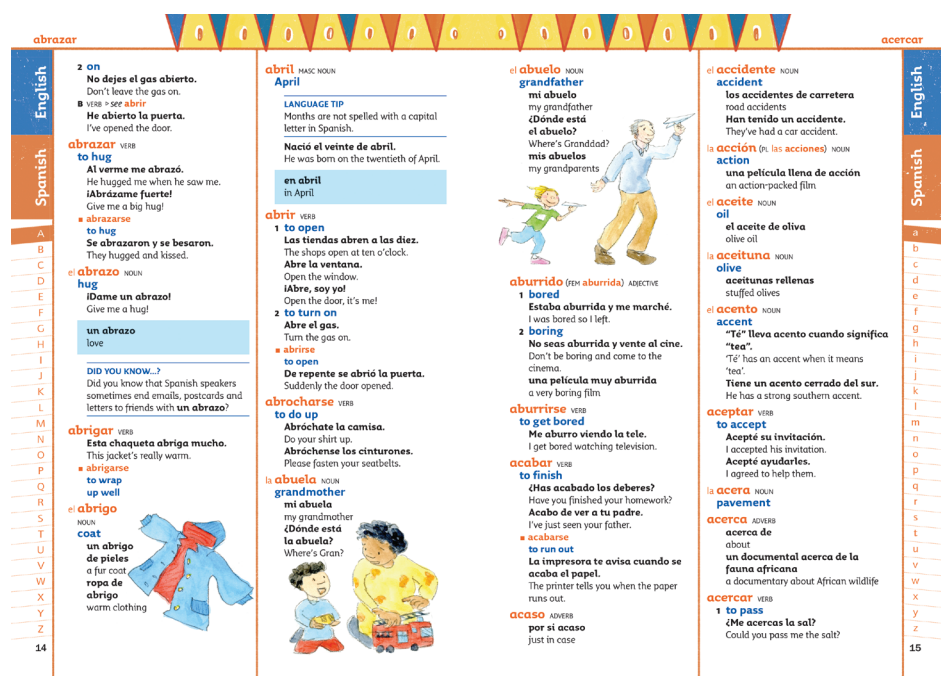 abrazar
acercar
English
Spanish
A
B
C
D
E
F
G
H
I
J
K
L
M
N
O
P
Q
R
S
T
U
V
W
X
Y
Z
14
2 on
No dejes el gas abierto.
Don't leave the gas on.
B VERB > see abrir
He abierto la puerta.
I've opened the door.
abrazar VERB
to hug
Al verme me abrazó.
He hugged me when he saw me.
¡Abrázame fuerte!
Give me a big hug!
■ abrazarse
to hug
Se abrazaron y se besaron.
They hugged and kissed.
el abrazo NOUN
hug
¡Dame un abrazo!
Give me a hug!
un abrazo
love
DID YOU KNOW...?
Did you know that Spanish speakers
sometimes end emails, postcards and
letters to friends with un abrazo?
abrigar VERB
Esta chaqueta abriga mucho.
This jacket's really warm.
■ abrigarse
to wrap
up well
el abrigo
NOUN
coat
un abrigo
de pieles
a fur coat
ropa de
abrigo
warm clothing
abril MASC NOUN
April
LANGUAGE TIP
Months are not spelled with a capital
letter in Spanish.
Nació el veinte de abril.
He was born on the twentieth of April.
en abril
in April
abrir VERB
1 to open
Las tiendas abren a las diez.
The shops open at ten o'clock.
Abre la ventana.
Open the window.
¡Abre, soy yo!
Open the door, it's me!
2 to turn on
Abre el gas.
Turn the gas on.
■ abrirse
to open
De repente se abrió la puerta.
Suddenly the door opened.
abrocharse VERB
to do up
Abróchate la camisa.
Do your shirt up.
Abróchense los cinturones.
Please fasten your seatbelts.
la abuela NOUN
grandmother
mi abuela
my grandmother
¿Dónde está
la abuela?
Where's Gran?
el abuelo NOUN
grandfather
mi abuelo
my grandfather
¿Dónde está
el abuelo?
Where's Granddad?
mis abuelos
my grandparents
aburrido (FEM aburrida) ADJECTIVE
1 bored
Estaba aburrida y me marché.
I was bored so I left.
2 boring
No seas aburrida y vente al cine.
Don't be boring and come to the
cinema.
una película muy aburrida
a very boring film
aburrirse VERB
to get bored
Me aburro viendo la tele.
I get bored watching television.
acabar VERB
to finish
¿Has acabado los deberes?
Have you finished your homework?
Acabo de ver a tu padre.
I've just seen your father.
■ acabarse
to run out
La impresora te avisa cuando se
acaba el papel.
The printer tells you when the paper
runs out.
acaso ADVERB
por si acaso
just in case
el accidente NOUN
accident
los accidentes de carretera
road accidents
Han tenido un accidente.
They've had a car accident.
la acción (PL las acciones) NOUN
action
una película llena de acción
an action-packed film
el aceite NOUN
oil
el aceite de oliva
olive oil
la aceituna NOUN
olive
aceitunas rellenas
stuffed olives
el acento NOUN
accent
“Té” lleva acento cuando significa
“tea”.
'Té' has an accent when it means
'tea'.
Tiene un acento cerrado del sur.
He has a strong southern accent.
aceptar VERB
to accept
Acepté su invitación.
I accepted his invitation.
Acepté ayudarles.
I agreed to help them.
la acera NOUN
pavement
acerca ADVERB
acerca de
about
un documental acerca de la
fauna africana
a documentary about African wildlife
acercar VERB
1 to pass
¿Me acercas la sal?
Could you pass me the salt?
English
Spanish
a
b
c
d
e
f
g
h
i
j
k
l
m
n
o
p
q
r
s
t
u
v
w
x
y
z
15